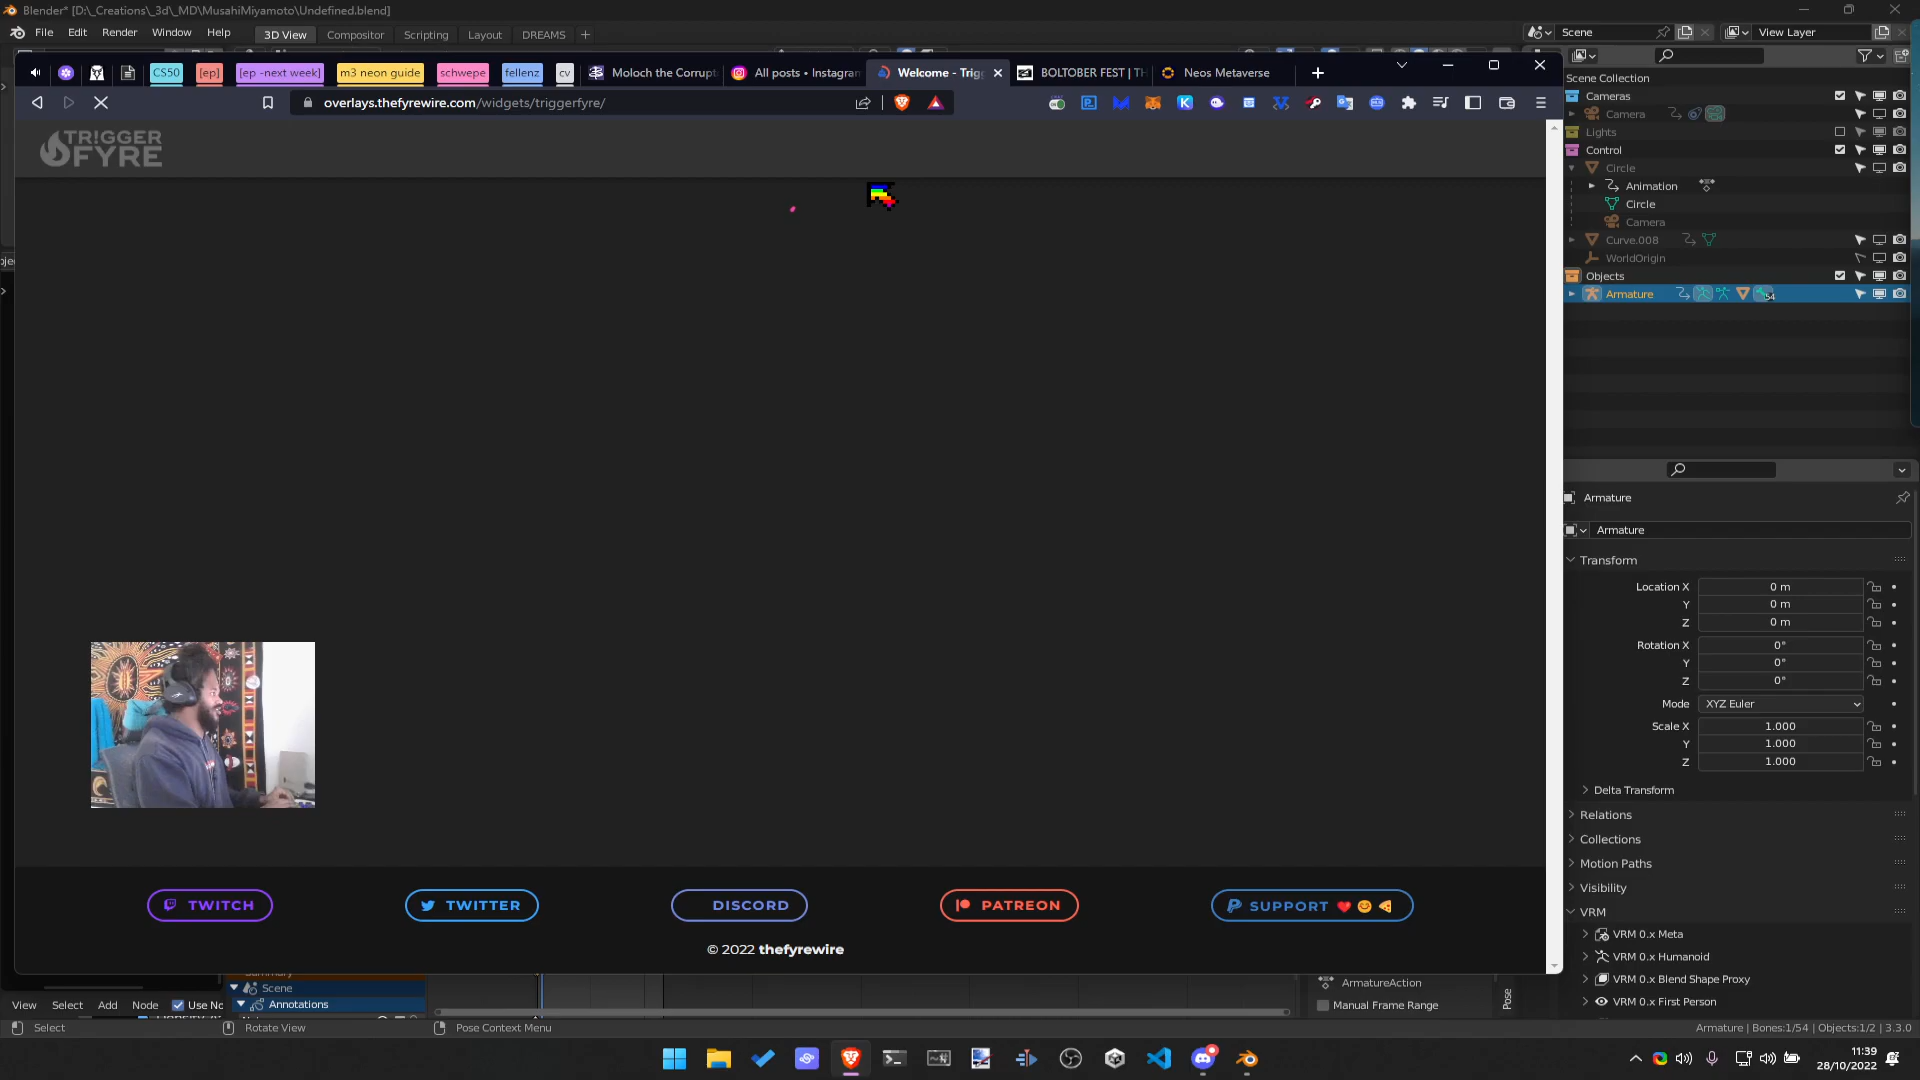 Blender* [D:\_Creations\_3d\_MD\MusahiMiyamoto\Undefined.blend]
File Edit Render Window Help 3D View Compositor Scripting Layout DREAMS + Scene View Layer
CS50 [ep] [ep -next week] m3 neon guide schwepe fellenz cv Moloch the Corrupt All posts • Instagram Welcome - Trigg BOLTOBER FEST | TH Neos Metaverse
overlays.thefyrewire.com/widgets/triggerfyre/
TR!GGER
FYRE
Scene Collection
Cameras
Camera
Lights
Control
Circle
Animation
Circle
Camera
Curve.008
WorldOrigin
Objects
Armature 54
Armature
Armature
Transform
Location X 0 m
Y 0 m
Z 0 m
Rotation X 0°
Y 0°
Z 0°
Mode XYZ Euler
Scale X 1.000
Y 1.000
Z 1.000
Delta Transform
Relations
Collections
Motion Paths
Visibility
VRM
VRM 0.x Meta
VRM 0.x Humanoid
VRM 0.x Blend Shape Proxy
VRM 0.x First Person
TWITCH TWITTER DISCORD PATREON SUPPORT ❤️ 😊 🍕
© 2022 thefyrewire
Summary
Scene
Annotations
View Select Add Node Use No
ArmatureAction
Manual Frame Range
Pose
Select Rotate View Pose Context Menu
Armature | Bones:1/54 | Objects:1/2 | 3.3.0
11:39
28/10/2022